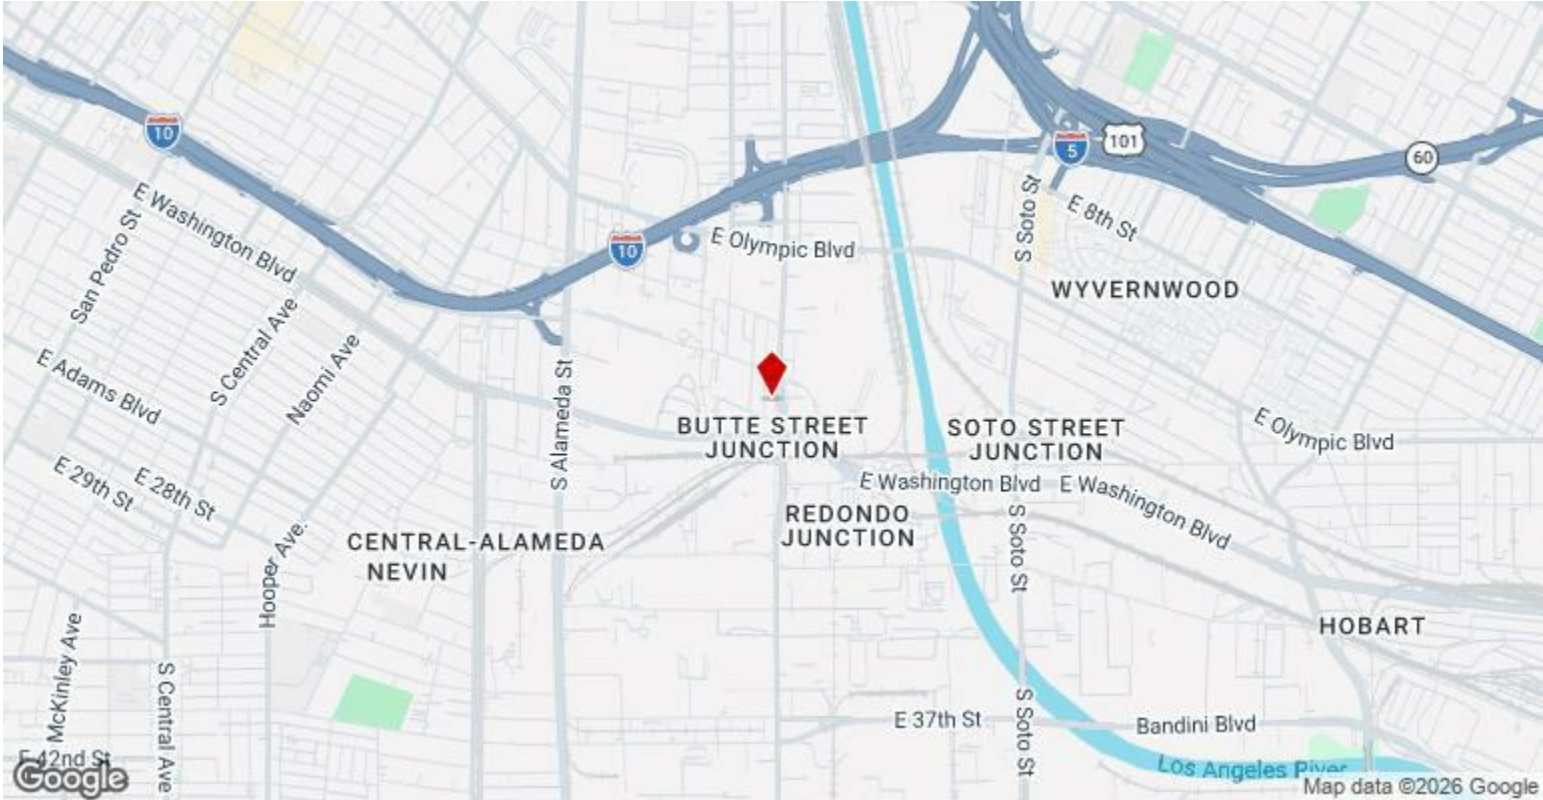 10
5
101
60
E Washington Blvd
San Pedro St
S Soto St
E 8th St
10
E Olympic Blvd
WYVERNWOOD
S Central Ave
Naomi Ave
E Adams Blvd
S Alameda St
BUTTE STREET
JUNCTION
SOTO STREET
JUNCTION
E Olympic Blvd
E 29th St
E 28th St
E Washington Blvd
E Washington Blvd
REDONDO
JUNCTION
CENTRAL-ALAMEDA
NEVIN
Hooper Ave.
S Soto St
HOBART
McKinley Ave
S Central Ave
E 37th St
S Soto St
Bandini Blvd
E 42nd St
Los Angeles River
Google
Map data ©2026 Google